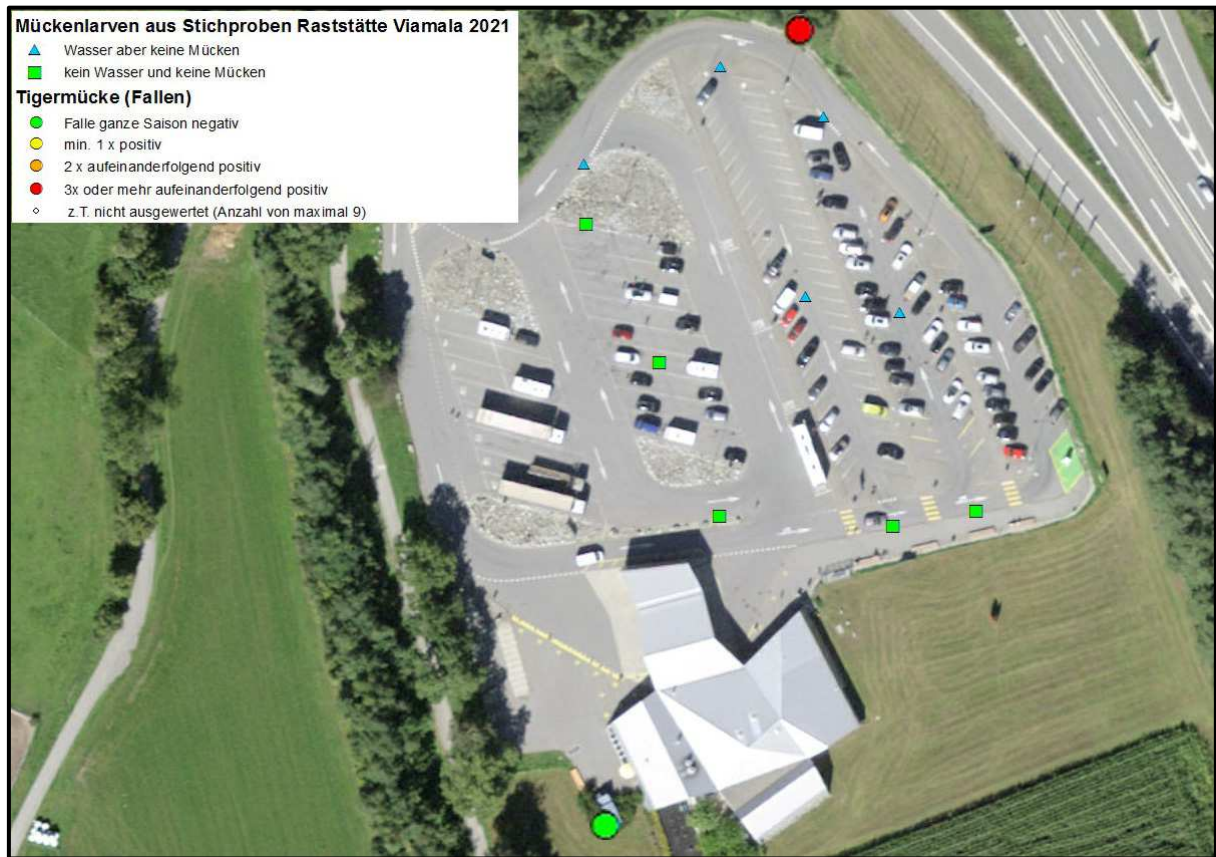 Mückenlarven aus Stichproben Raststätte Viamala 2021
Wasser aber keine Mücken
kein Wasser und keine Mücken
Tigermücke (Fallen)
Falle ganze Saison negativ
min. 1 x positiv
2 x aufeinanderfolgend positiv
3x oder mehr aufeinanderfolgend positiv
z.T. nicht ausgewertet (Anzahl von maximal 9)